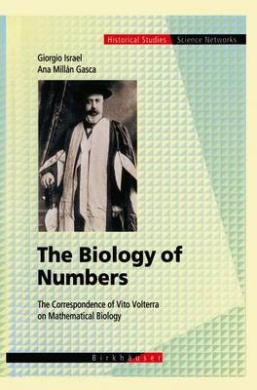 Historical Studies Science Networks
Giorgio Israel
Ana Millán Gasca
The Biology of
Numbers
The Correspondence of Vito Volterra
on Mathematical Biology
Birkhäuser